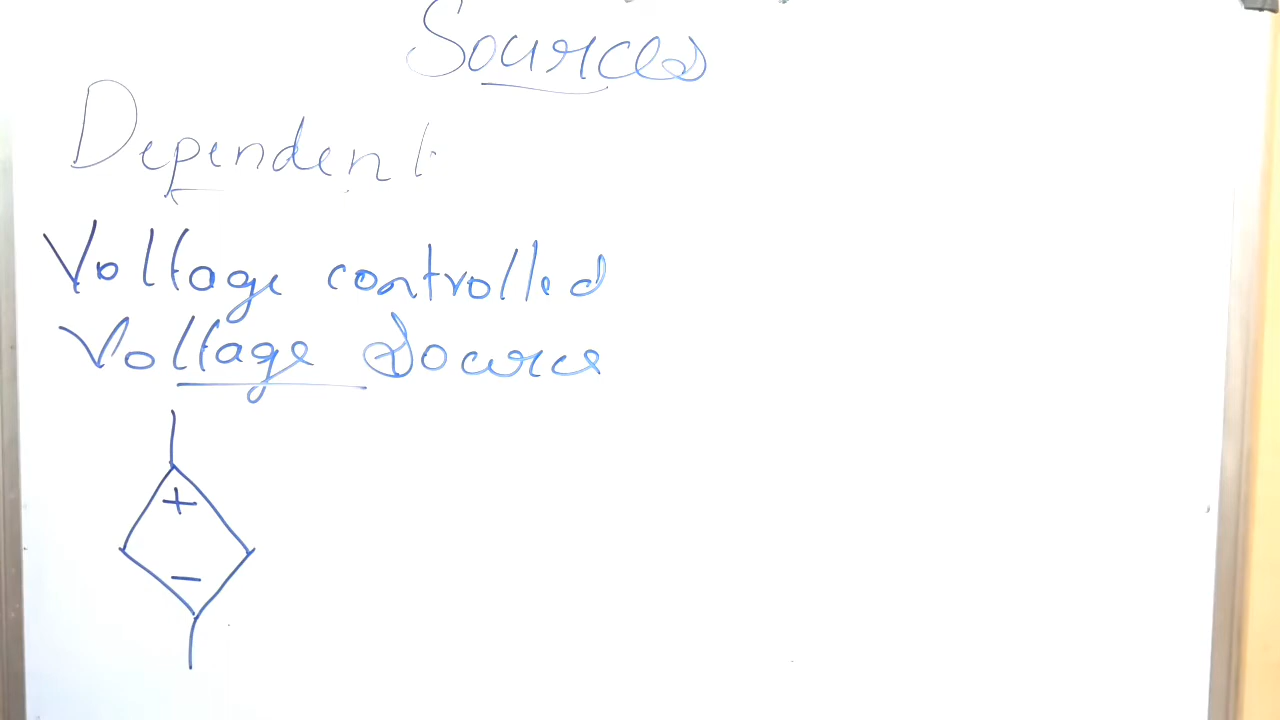 Sources
Dependent
Voltage controlled
Voltage Source
+
-